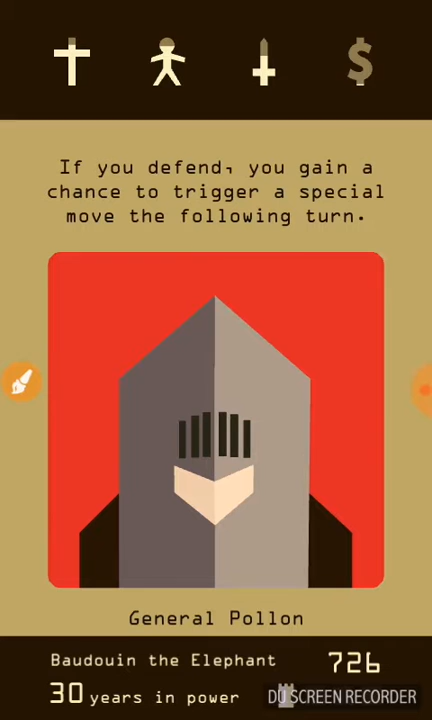 If you defend, you gain a
chance to trigger a special
move the following turn.
General Pollon
Baudouin the Elephant
726
30 years in power
DU SCREEN RECORDER